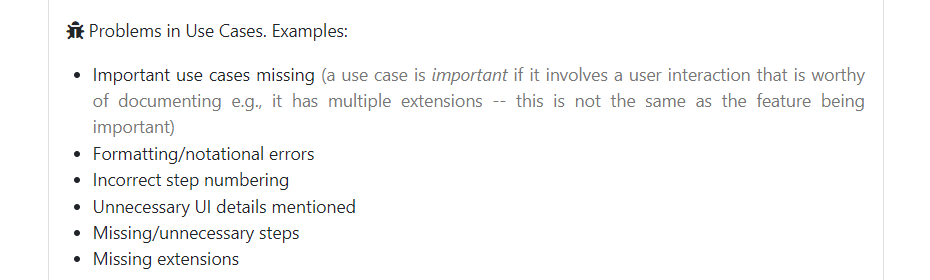 Problems in Use Cases. Examples:
Important use cases missing (a use case is important if it involves a user interaction that is worthy
of documenting e.g., it has multiple extensions -- this is not the same as the feature being
important)
Formatting/notational errors
Incorrect step numbering
Unnecessary UI details mentioned
Missing/unnecessary steps
Missing extensions